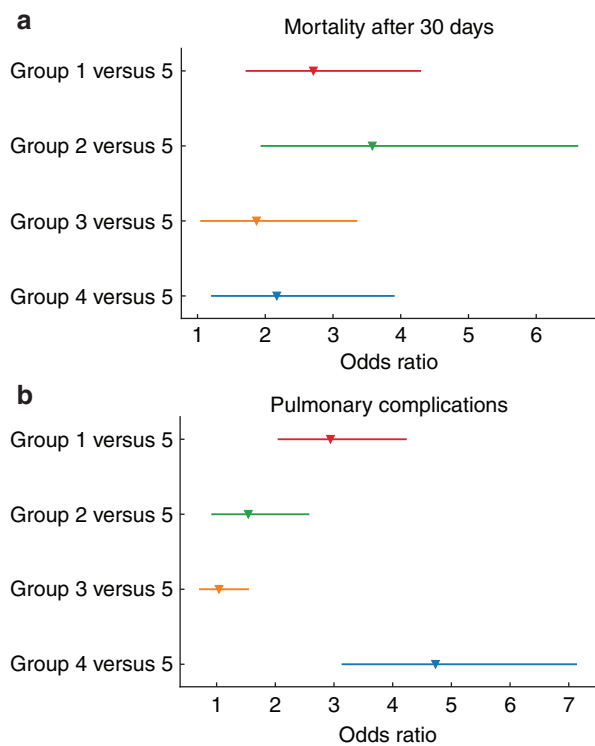 a
Mortality after 30 days
Group 1 versus 5
Group 2 versus 5
Group 3 versus 5
Group 4 versus 5
1 2 3 4 5 6
Odds ratio
b
Pulmonary complications
Group 1 versus 5
Group 2 versus 5
Group 3 versus 5
Group 4 versus 5
1 2 3 4 5 6 7
Odds ratio